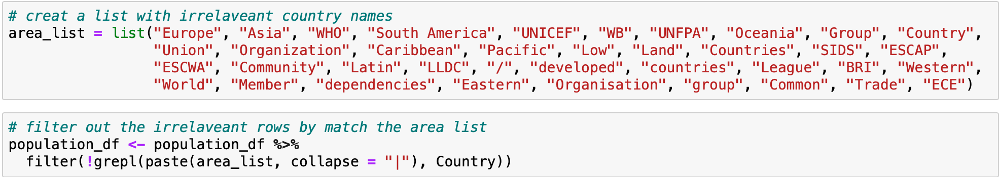 # creat a list with irrelaveant country names
area_list = list("Europe", "Asia", "WHO", "South America", "UNICEF", "WB", "UNFPA", "Oceania", "Group", "Country",
"Union", "Organization", "Caribbean", "Pacific", "Low", "Land", "Countries", "SIDS", "ESCAP",
"ESCWA", "Community", "Latin", "LLDC", "/", "developed", "countries", "League", "BRI", "Western",
"World", "Member", "dependencies", "Eastern", "Organisation", "group", "Common", "Trade", "ECE")
# filter out the irrelaveant rows by match the area list
population_df <- population_df %>%
filter(!grepl(paste(area_list, collapse = "|"), Country))